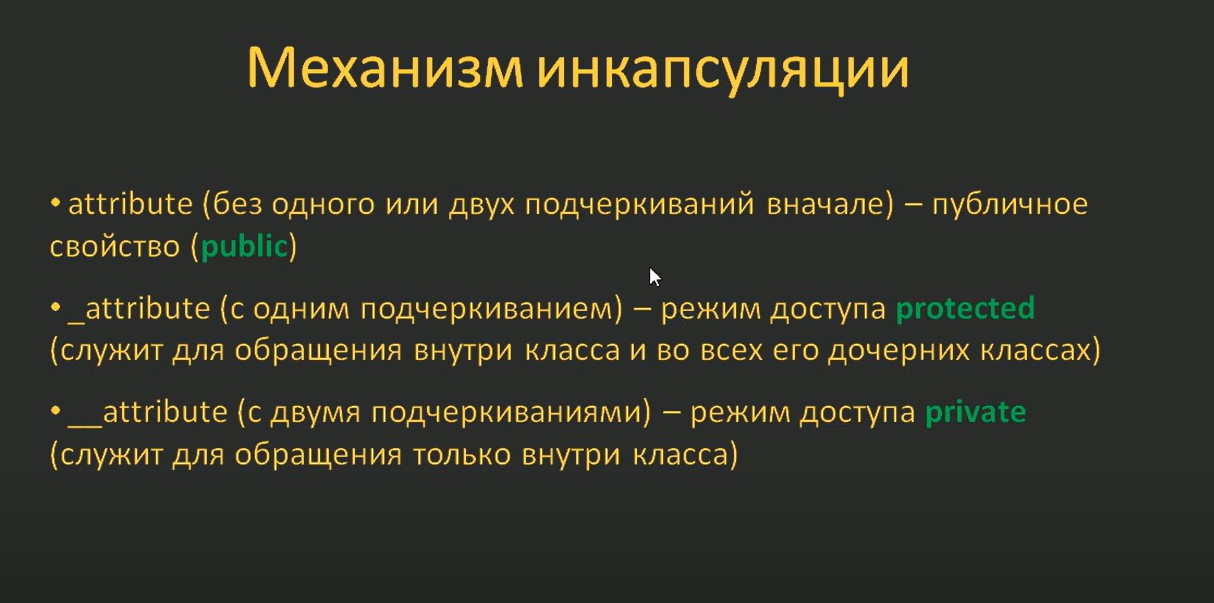 Механизм инкапсуляции
• attribute (без одного или двух подчеркиваний вначале) – публичное
свойство (public)
• _attribute (с одним подчеркиванием) – режим доступа protected
(служит для обращения внутри класса и во всех его дочерних классах)
• __attribute (с двумя подчеркиваниями) – режим доступа private
(служит для обращения только внутри класса)